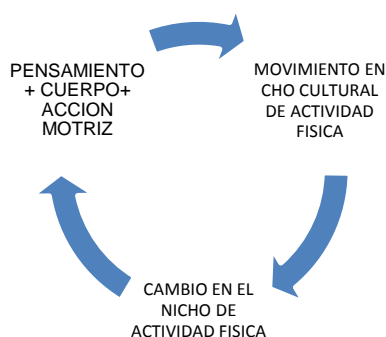 PENSAMIENTO
+ CUERPO+
ACCION
MOTRIZ
MOVIMIENTO EN
CHO CULTURAL
DE ACTIVIDAD
FISICA
CAMBIO EN EL
NICHO DE
ACTIVIDAD FISICA